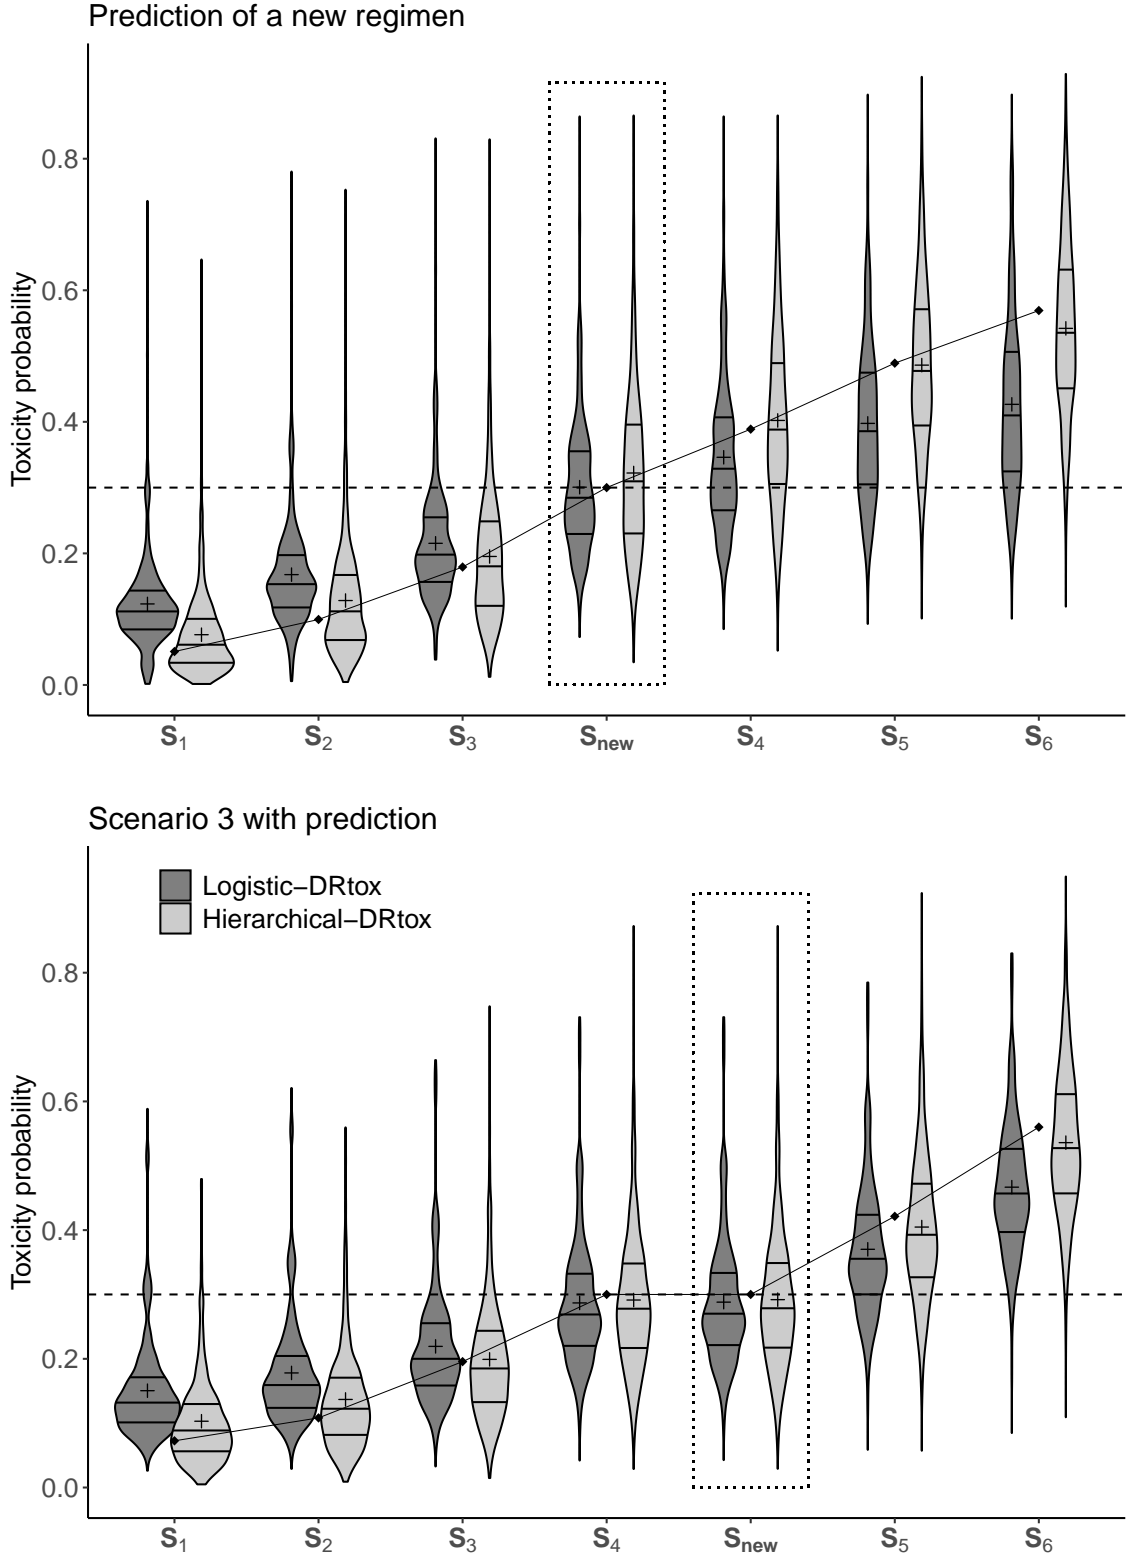 Prediction of a new regimen
Toxicity probability
0.8
0.6
0.4
0.2
0.0
S1 S2 S3 Snew S4 S5 S6
Scenario 3 with prediction
Logistic−DRtox
Hierarchical−DRtox
Toxicity probability
0.8
0.6
0.4
0.2
0.0
S1 S2 S3 S4 Snew S5 S6